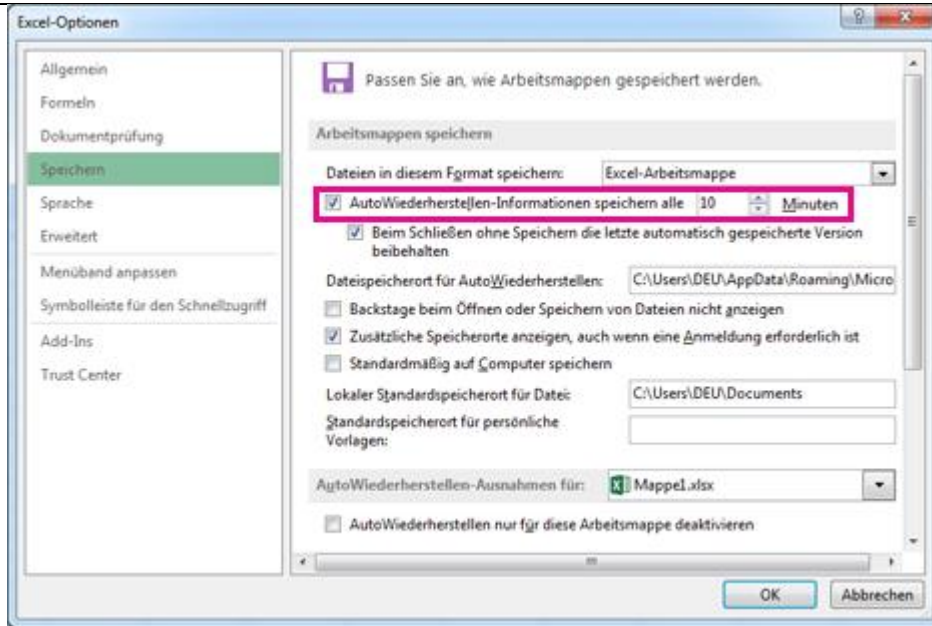 Excel-Optionen
Allgemein
Formeln
Dokumentprüfung
Speichern
Sprache
Erweitert
Menüband anpassen
Symbolleiste für den Schnellzugriff
Add-Ins
Trust Center
Passen Sie an, wie Arbeitsmappen gespeichert werden.
Arbeitsmappen speichern
Dateien in diesem Format speichern: Excel-Arbeitsmappe
AutoWiederherstellen-Informationen speichern alle 10 Minuten
Beim Schließen ohne Speichern die letzte automatisch gespeicherte Version
beibehalten
Dateispeicherort für AutoWiederherstellen: C:\Users\DEU\AppData\Roaming\Micro
Backstage beim Öffnen oder Speichern von Dateien nicht anzeigen
Zusätzliche Speicherorte anzeigen, auch wenn eine Anmeldung erforderlich ist
Standardmäßig auf Computer speichern
Lokaler Standardspeicherort für Datei: C:\Users\DEU\Documents
Standardspeicherort für persönliche
Vorlagen:
AutoWiederherstellen-Ausnahmen für: Mappe1.xlsx
AutoWiederherstellen nur für diese Arbeitsmappe deaktivieren
OK Abbrechen